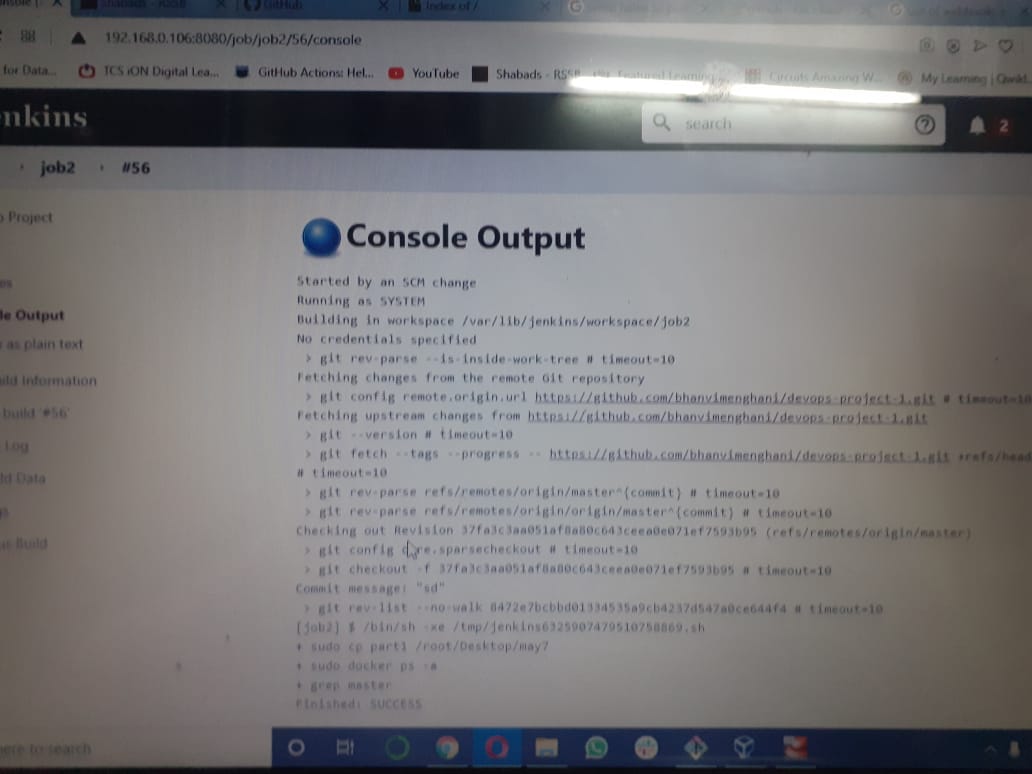 GitHub
Index of /
192.168.0.106:8080/job/job2/56/console
for Data...
TCS iON Digital Lea...
GitHub Actions: Hel...
YouTube
Shabads - RSSB
Featured Learning
Circuits Amazing W...
My Learning | Qwikl
nkins
search
2
job2
#56
Project
Console Output
le Output
as plain text
ild Information
build '#56'
Log
ld Data
us Build
Started by an SCM change
Running as SYSTEM
Building in workspace /var/lib/jenkins/workspace/job2
No credentials specified
> git rev-parse --is-inside-work-tree # timeout=10
Fetching changes from the remote Git repository
> git config remote.origin.url https://github.com/bhanvimenghani/devops-project-1.git # timeout=10
Fetching upstream changes from https://github.com/bhanvimenghani/devops-project-1.git
> git --version # timeout=10
> git fetch --tags --progress -- https://github.com/bhanvimenghani/devops-project-1.git +refs/head
# timeout=10
> git rev-parse refs/remotes/origin/master^{commit} # timeout=10
> git rev-parse refs/remotes/origin/origin/master^{commit} # timeout=10
Checking out Revision 37fa3c3aa051af8a80c643ceea0e071ef7593b95 (refs/remotes/origin/master)
> git config core.sparsecheckout # timeout=10
> git checkout -f 37fa3c3aa051af8a80c643ceea0e071ef7593b95 # timeout=10
Commit message: "sd"
> git rev-list --no-walk 8472e7bcbbd01334535a9cb4237d547a0ce644f4 # timeout=10
[job2] $ /bin/sh -xe /tmp/jenkins6325907479510758869.sh
+ sudo cp part1 /root/Desktop/may7
+ sudo docker ps -a
+ grep master
Finished: SUCCESS
here to search